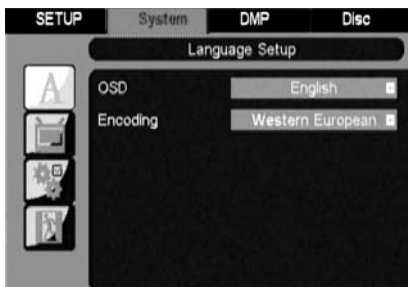 SETUP System DMP Disc
Language Setup
OSD English
Encoding Western European
A